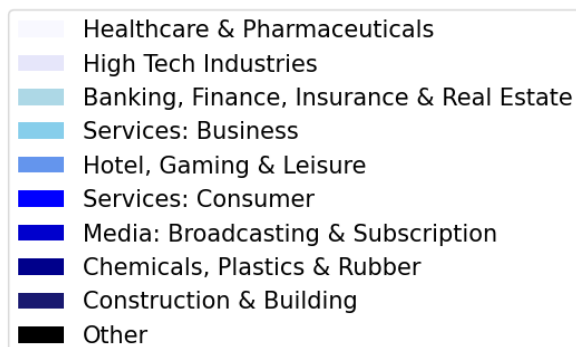 Healthcare & Pharmaceuticals
High Tech Industries
Banking, Finance, Insurance & Real Estate
Services: Business
Hotel, Gaming & Leisure
Services: Consumer
Media: Broadcasting & Subscription
Chemicals, Plastics & Rubber
Construction & Building
Other